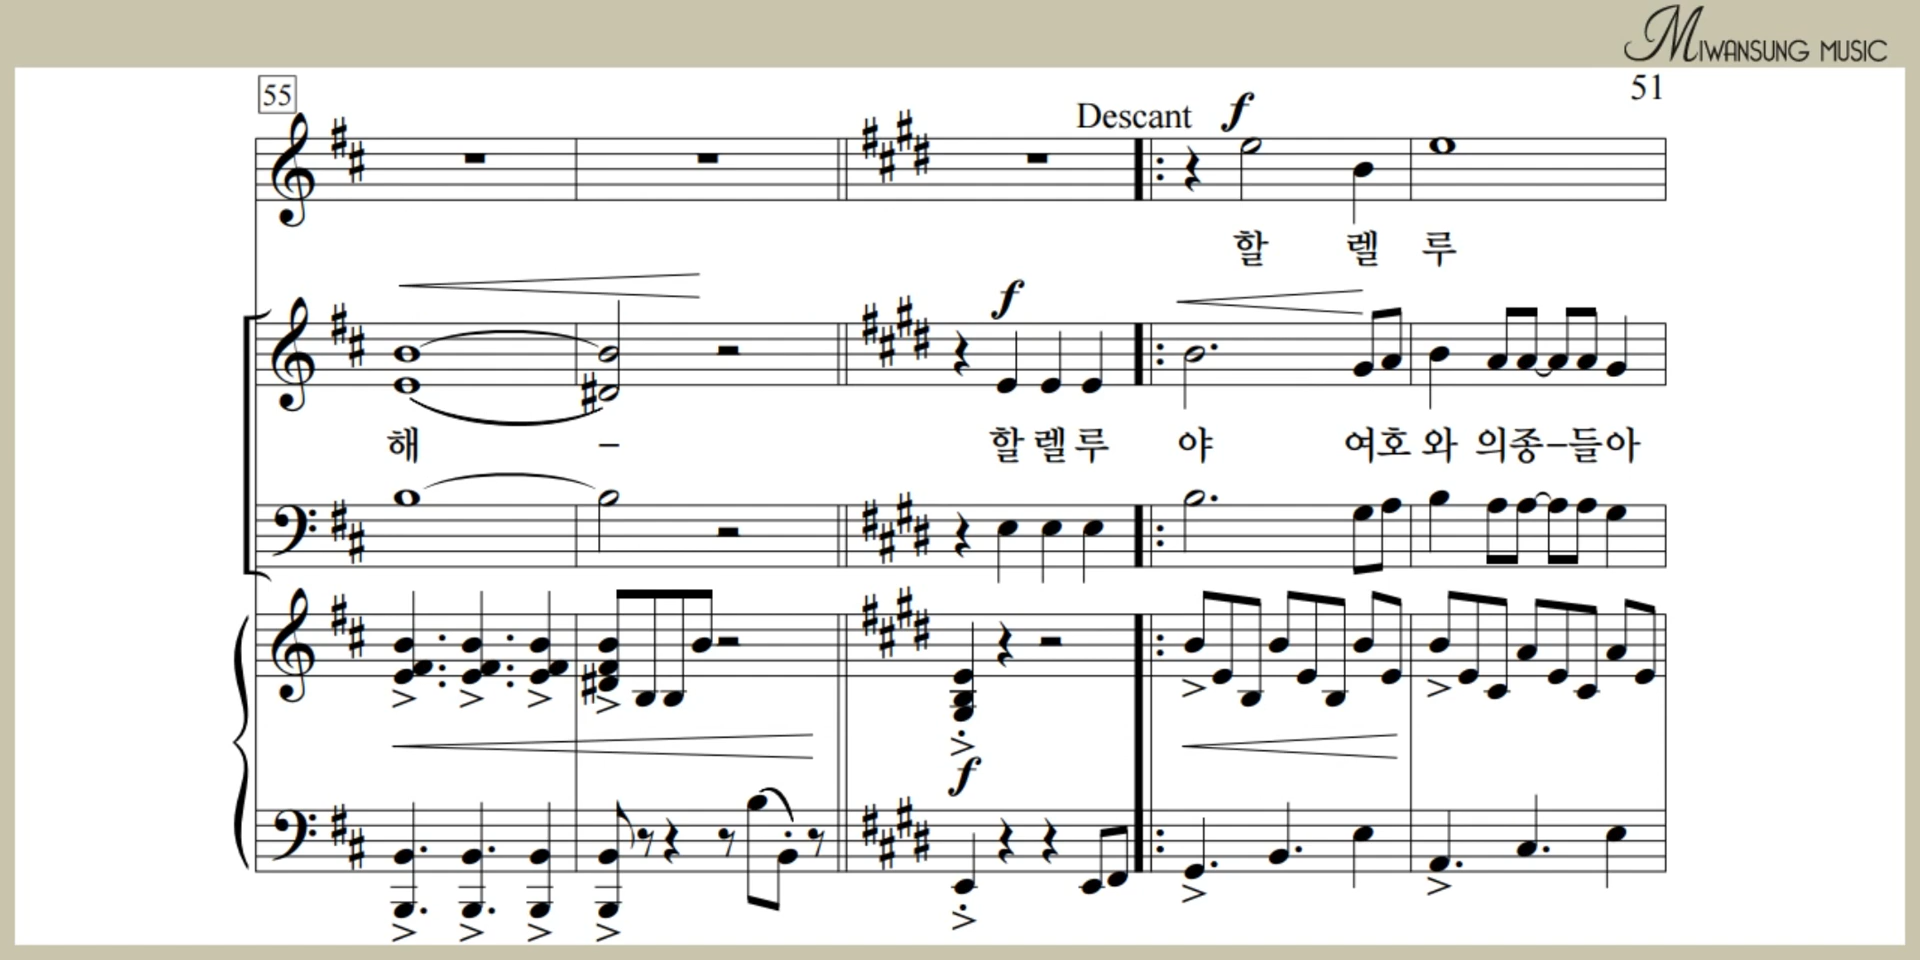 MIWANSUNG MUSIC
55
51
Descant f
할 렐 루
f
해 – 할 렐 루 야 여호 와 의종–들아
f